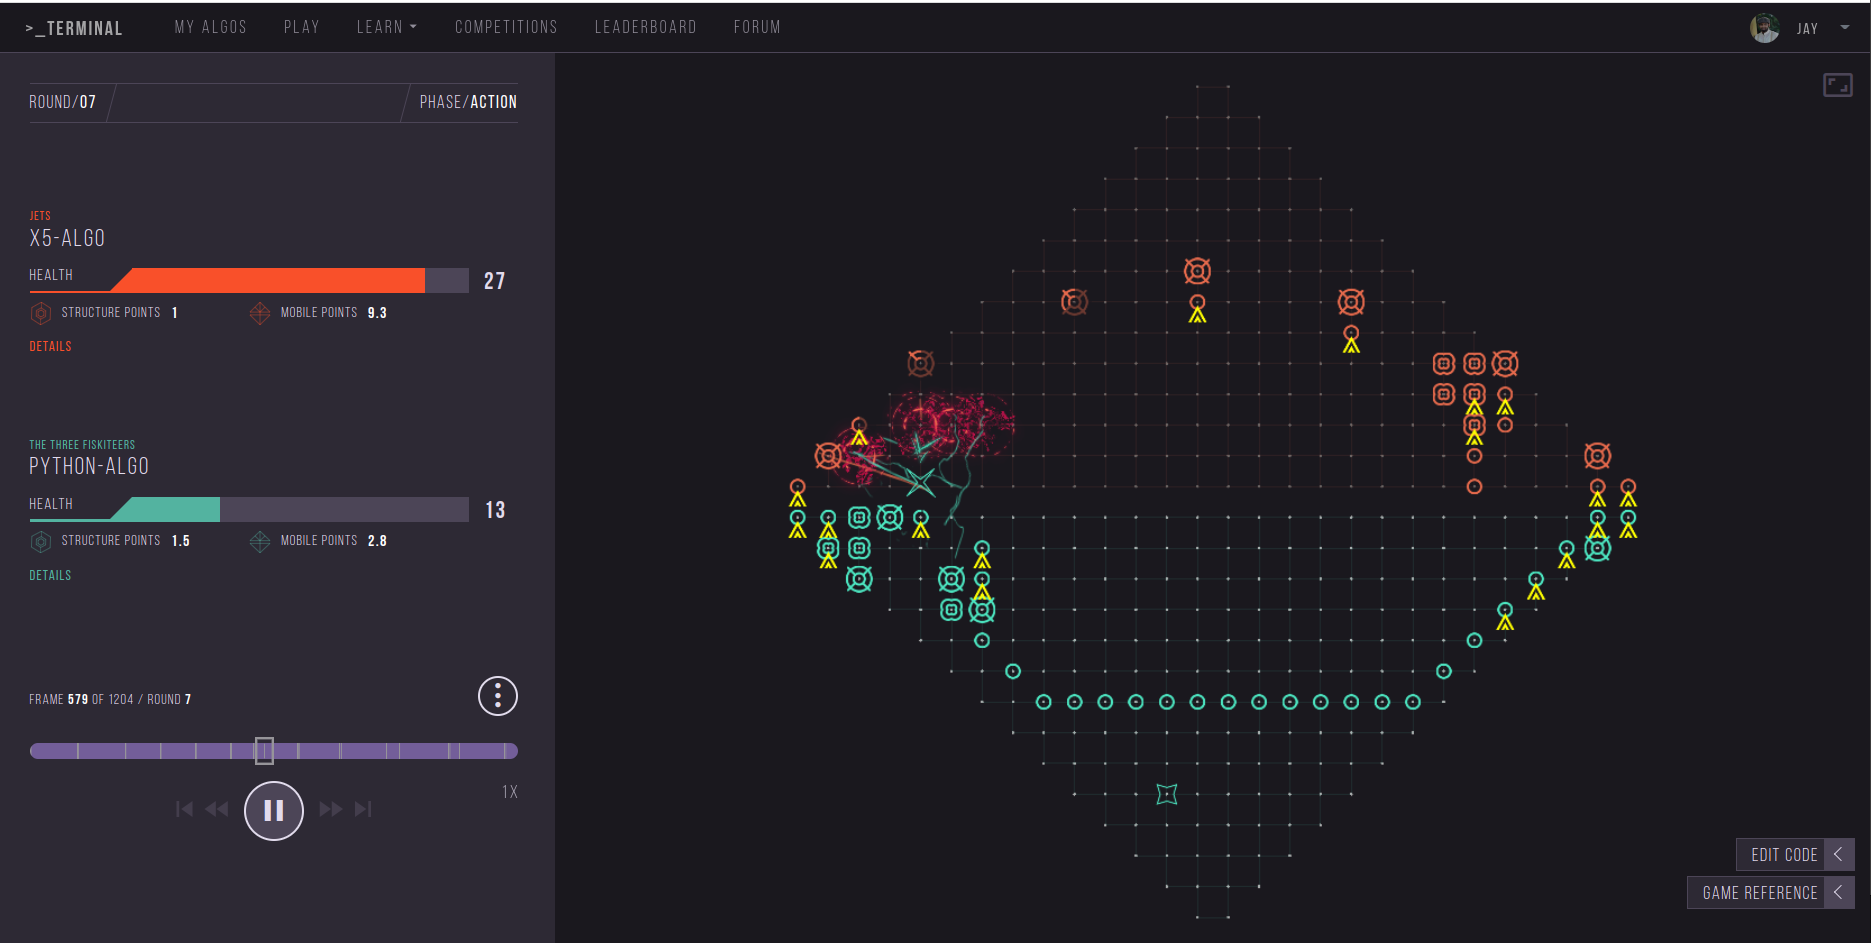 >_TERMINAL MY ALGOS PLAY LEARN COMPETITIONS LEADERBOARD FORUM JAY
ROUND/07 PHASE/ACTION
JETS
X5-ALGO
HEALTH 27
STRUCTURE POINTS 1 MOBILE POINTS 9.3
DETAILS
THE THREE FISKITEERS
PYTHON-ALGO
HEALTH 13
STRUCTURE POINTS 1.5 MOBILE POINTS 2.8
DETAILS
FRAME 579 OF 1204 / ROUND 7
1X
EDIT CODE
GAME REFERENCE